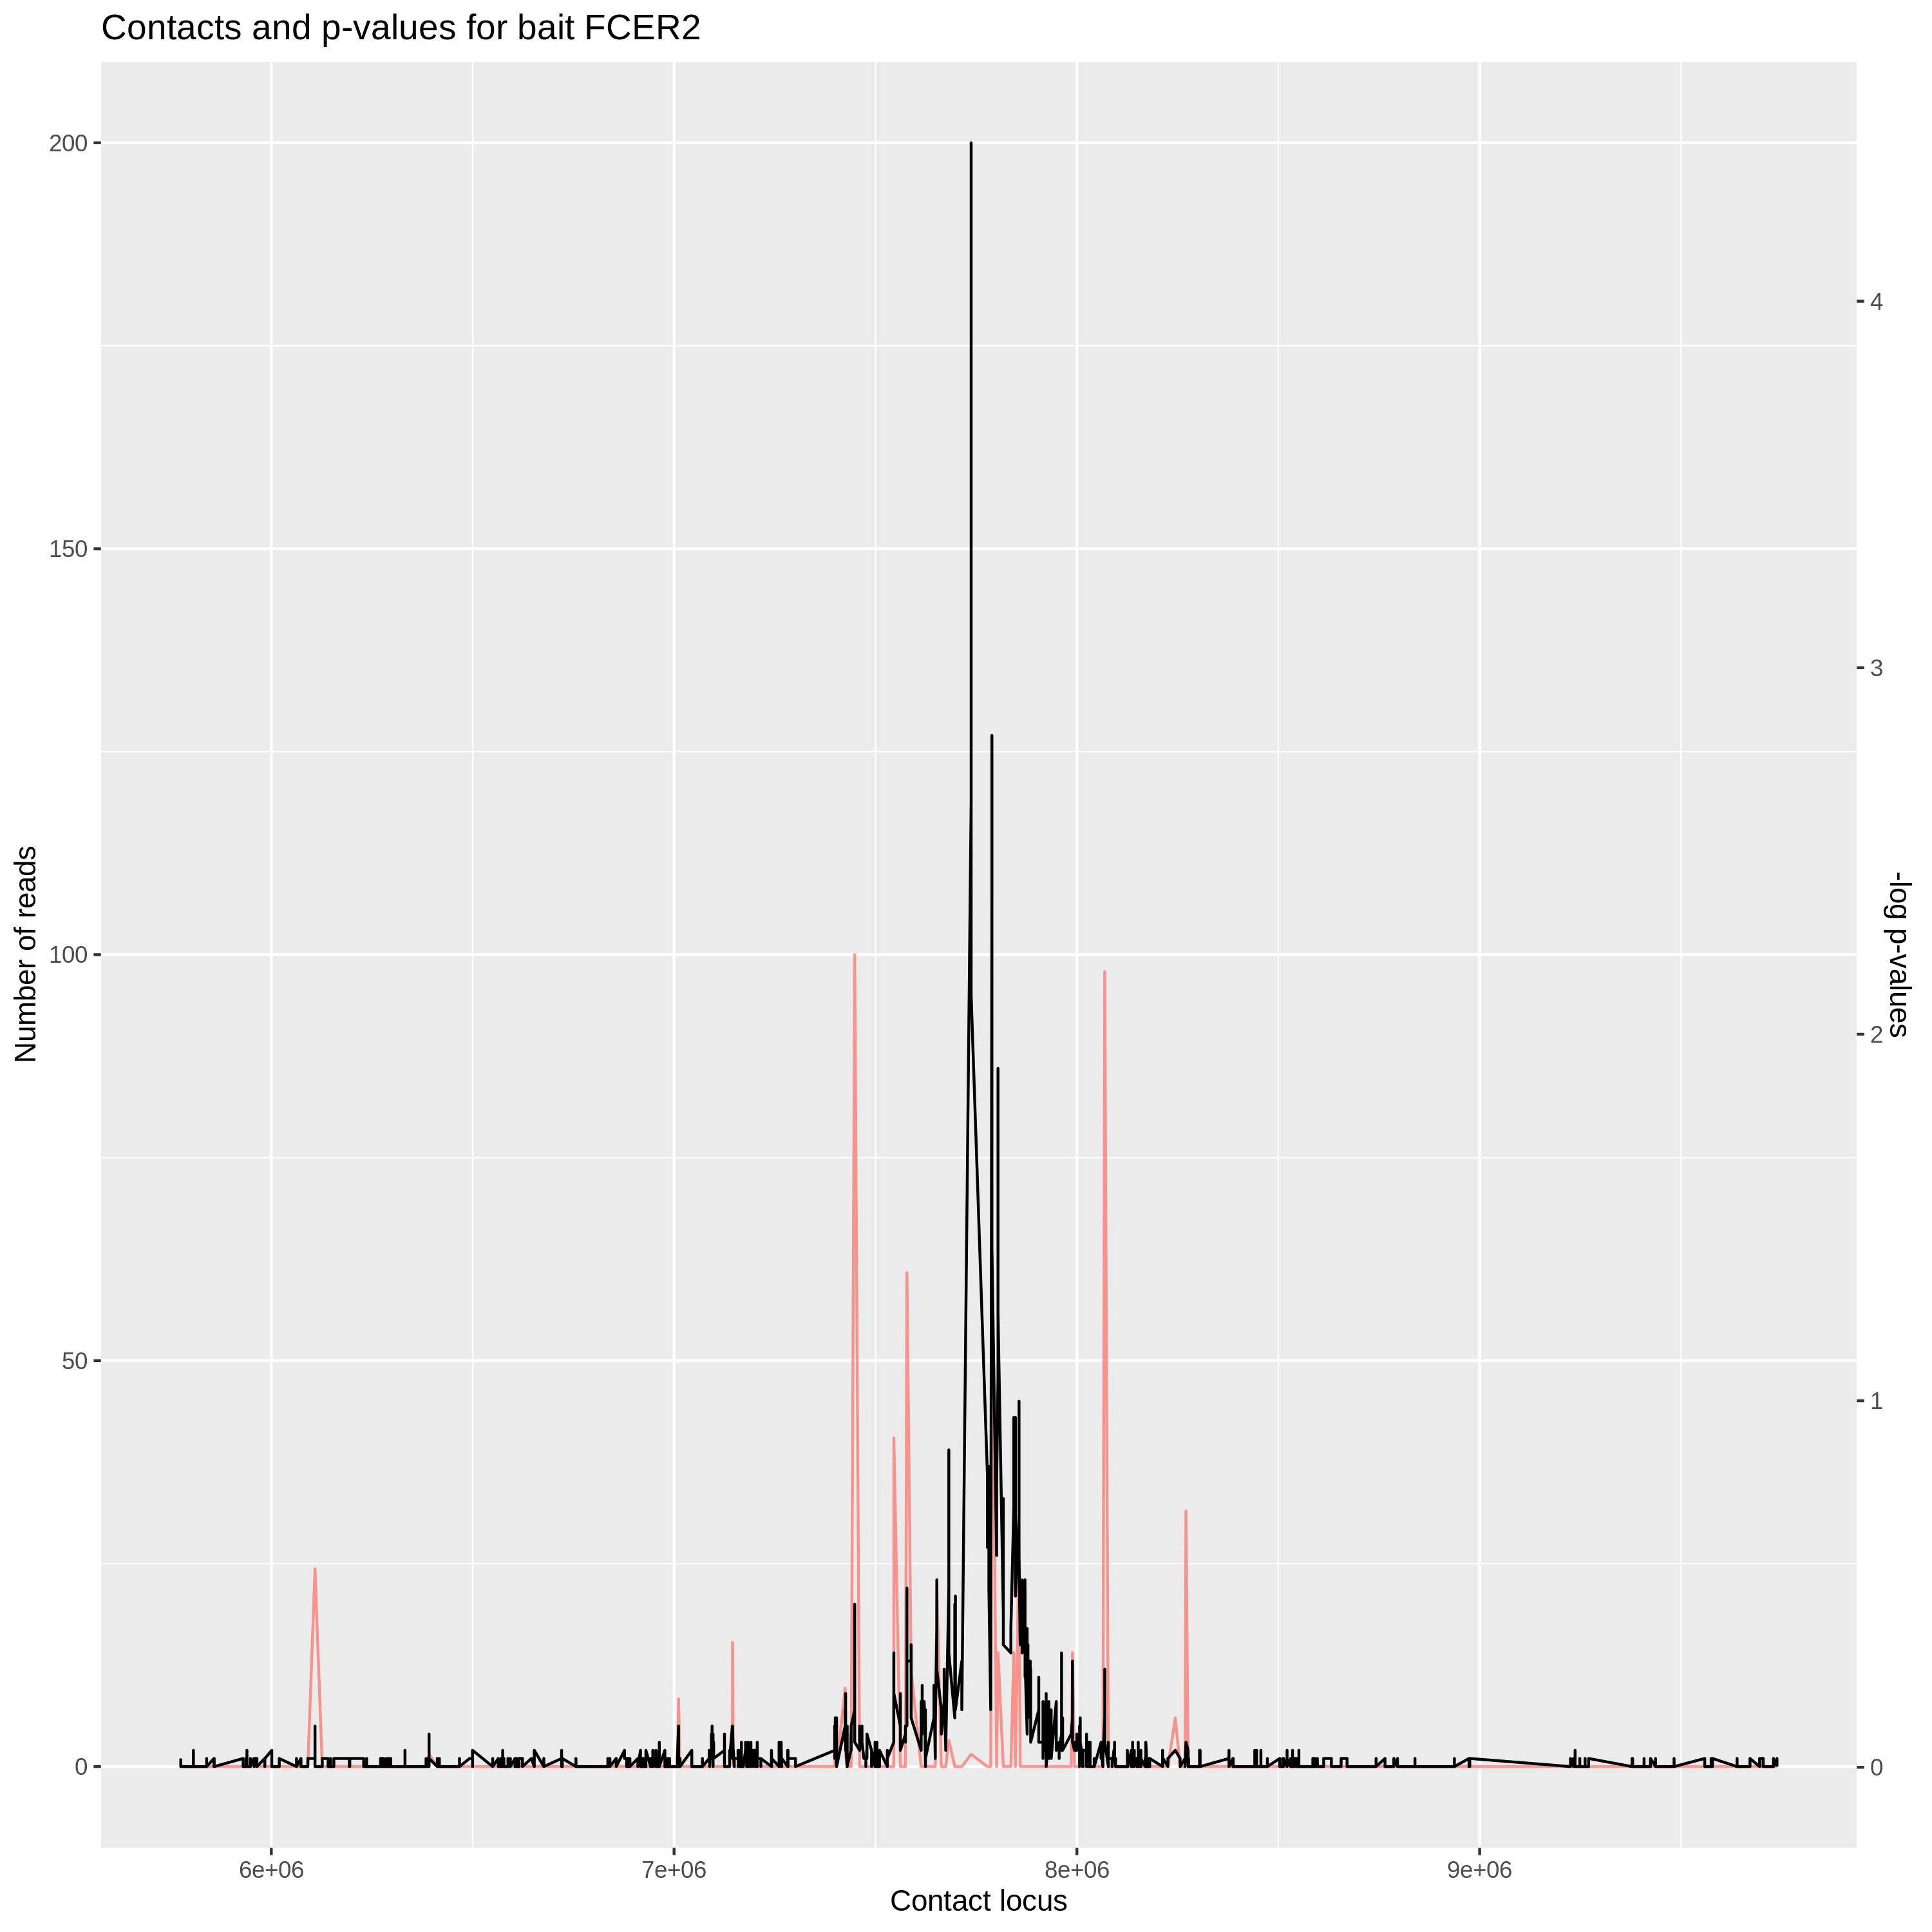 Contacts and p-values for bait FCER2
200
150
100
50
0
Number of reads
4
3
2
1
0
-log p-values
6e+06
7e+06
8e+06
9e+06
Contact locus